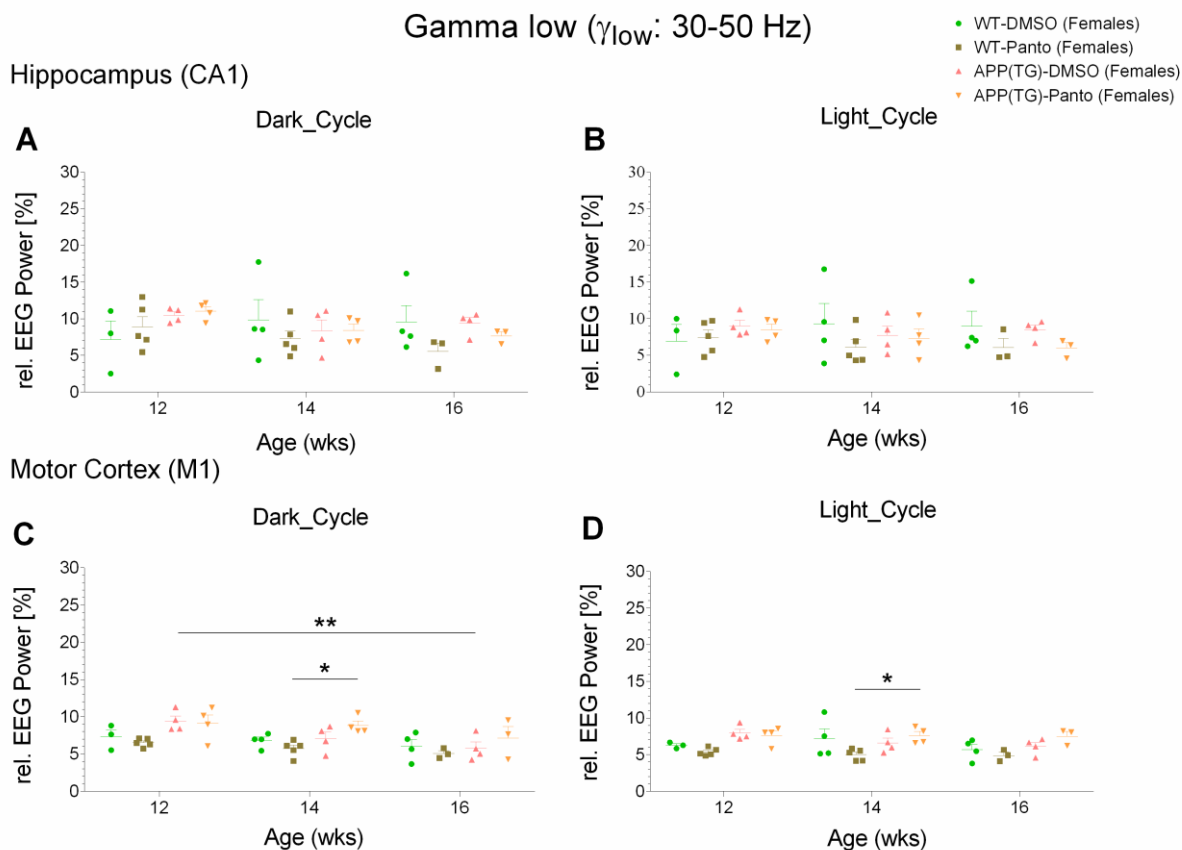 Gamma low (γlow: 30-50 Hz)
WT-DMSO (Females)
WT-Panto (Females)
APP(TG)-DMSO (Females)
APP(TG)-Panto (Females)
Hippocampus (CA1)
A
Dark_Cycle
rel. EEG Power [%]
30
25
20
15
10
5
0
12
14
16
Age (wks)
B
Light_Cycle
rel. EEG Power [%]
30
25
20
15
10
5
0
12
14
16
Age (wks)
Motor Cortex (M1)
C
Dark_Cycle
rel. EEG Power [%]
30
25
20
15
10
5
0
**
*
12
14
16
Age (wks)
D
Light_Cycle
rel. EEG Power [%]
30
25
20
15
10
5
0
*
12
14
16
Age (wks)